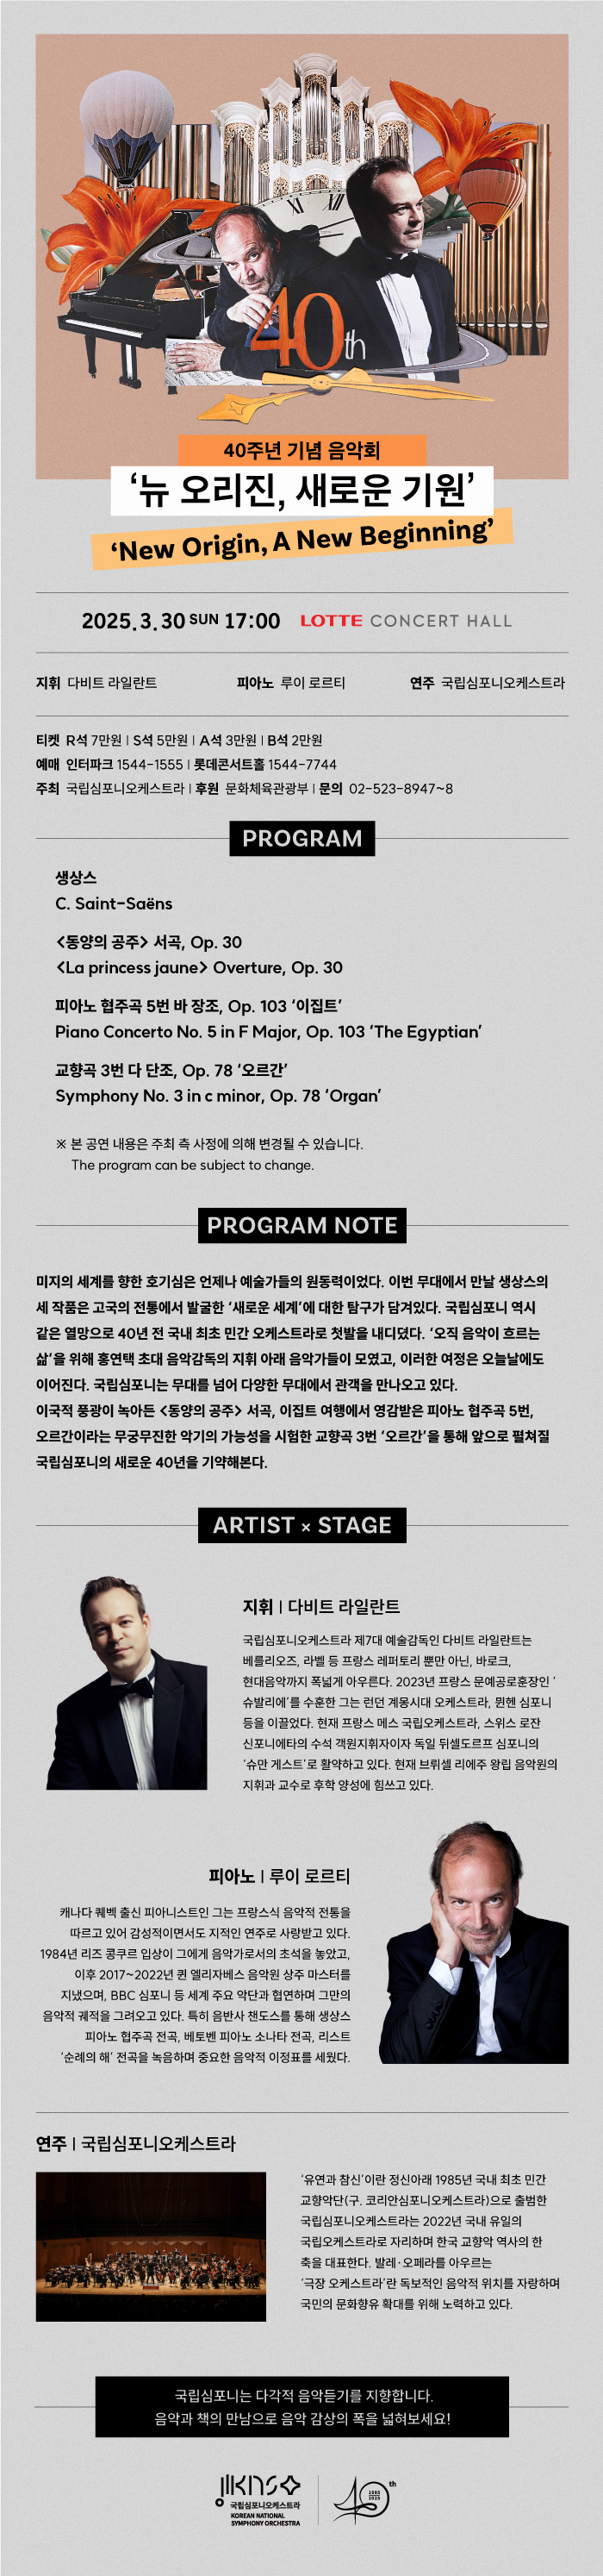 40th
40주년 기념 음악회
‘뉴 오리진, 새로운 기원’
‘New Origin, A New Beginning’
2025. 3. 30 SUN 17:00 LOTTE CONCERT HALL
지휘 다비트 라일란트 피아노 루이 로르티 연주 국립심포니오케스트라
티켓 R석 7만원 | S석 5만원 | A석 3만원 | B석 2만원
예매 인터파크 1544-1555 | 롯데콘서트홀 1544-7744
주최 국립심포니오케스트라 | 후원 문화체육관광부 | 문의 02-523-8947~8
PROGRAM
생상스
C. Saint-Saëns
<동양의 공주> 서곡, Op. 30
<La princess jaune> Overture, Op. 30
피아노 협주곡 5번 바 장조, Op. 103 ‘이집트’
Piano Concerto No. 5 in F Major, Op. 103 ‘The Egyptian’
교향곡 3번 다 단조, Op. 78 ‘오르간’
Symphony No. 3 in c minor, Op. 78 ‘Organ’
※ 본 공연 내용은 주최 측 사정에 의해 변경될 수 있습니다.
The program can be subject to change.
PROGRAM NOTE
미지의 세계를 향한 호기심은 언제나 예술가들의 원동력이었다. 이번 무대에서 만날 생상스의
세 작품은 고국의 전통에서 발굴한 ‘새로운 세계’에 대한 탐구가 담겨있다. 국립심포니 역시
같은 열망으로 40년 전 국내 최초 민간 오케스트라로 첫발을 내디뎠다. ‘오직 음악이 흐르는
삶’을 위해 홍연택 초대 음악감독의 지휘 아래 음악가들이 모였고, 이러한 여정은 오늘날에도
이어진다. 국립심포니는 무대를 넘어 다양한 무대에서 관객을 만나오고 있다.
이국적 풍광이 녹아든 <동양의 공주> 서곡, 이집트 여행에서 영감받은 피아노 협주곡 5번,
오르간이라는 무궁무진한 악기의 가능성을 시험한 교향곡 3번 ‘오르간’을 통해 앞으로 펼쳐질
국립심포니의 새로운 40년을 기약해본다.
ARTIST × STAGE
지휘 | 다비트 라일란트
국립심포니오케스트라 제7대 예술감독인 다비트 라일란트는
베를리오즈, 라벨 등 프랑스 레퍼토리 뿐만 아닌, 바로크,
현대음악까지 폭넓게 아우른다. 2023년 프랑스 문예공로훈장인 ‘
슈발리에’를 수훈한 그는 런던 계몽시대 오케스트라, 뮌헨 심포니
등을 이끌었다. 현재 프랑스 메스 국립오케스트라, 스위스 로잔
신포니에타의 수석 객원지휘자이자 독일 뒤셀도르프 심포니의
‘슈만 게스트’로 활약하고 있다. 현재 브뤼셀 리에주 왕립 음악원의
지휘과 교수로 후학 양성에 힘쓰고 있다.
피아노 | 루이 로르티
캐나다 퀘벡 출신 피아니스트인 그는 프랑스식 음악적 전통을
따르고 있어 감성적이면서도 지적인 연주로 사랑받고 있다.
1984년 리즈 콩쿠르 입상이 그에게 음악가로서의 초석을 놓았고,
이후 2017~2022년 퀸 엘리자베스 음악원 상주 마스터를
지냈으며, BBC 심포니 등 세계 주요 악단과 협연하며 그만의
음악적 궤적을 그려오고 있다. 특히 음반사 챈도스를 통해 생상스
피아노 협주곡 전곡, 베토벤 피아노 소나타 전곡, 리스트
‘순례의 해’ 전곡을 녹음하며 중요한 음악적 이정표를 세웠다.
연주 | 국립심포니오케스트라
‘유연과 참신’이란 정신아래 1985년 국내 최초 민간
교향악단(구. 코리안심포니오케스트라)으로 출범한
국립심포니오케스트라는 2022년 국내 유일의
국립오케스트라로 자리하며 한국 교향악 역사의 한
축을 대표한다. 발레·오페라를 아우르는
‘극장 오케스트라’란 독보적인 음악적 위치를 자랑하며
국민의 문화향유 확대를 위해 노력하고 있다.
국립심포니는 다각적 음악듣기를 지향합니다.
음악과 책의 만남으로 음악 감상의 폭을 넓혀보세요!
KNSO
국립심포니오케스트라
KOREAN NATIONAL
SYMPHONY ORCHESTRA
40th
1985
2025